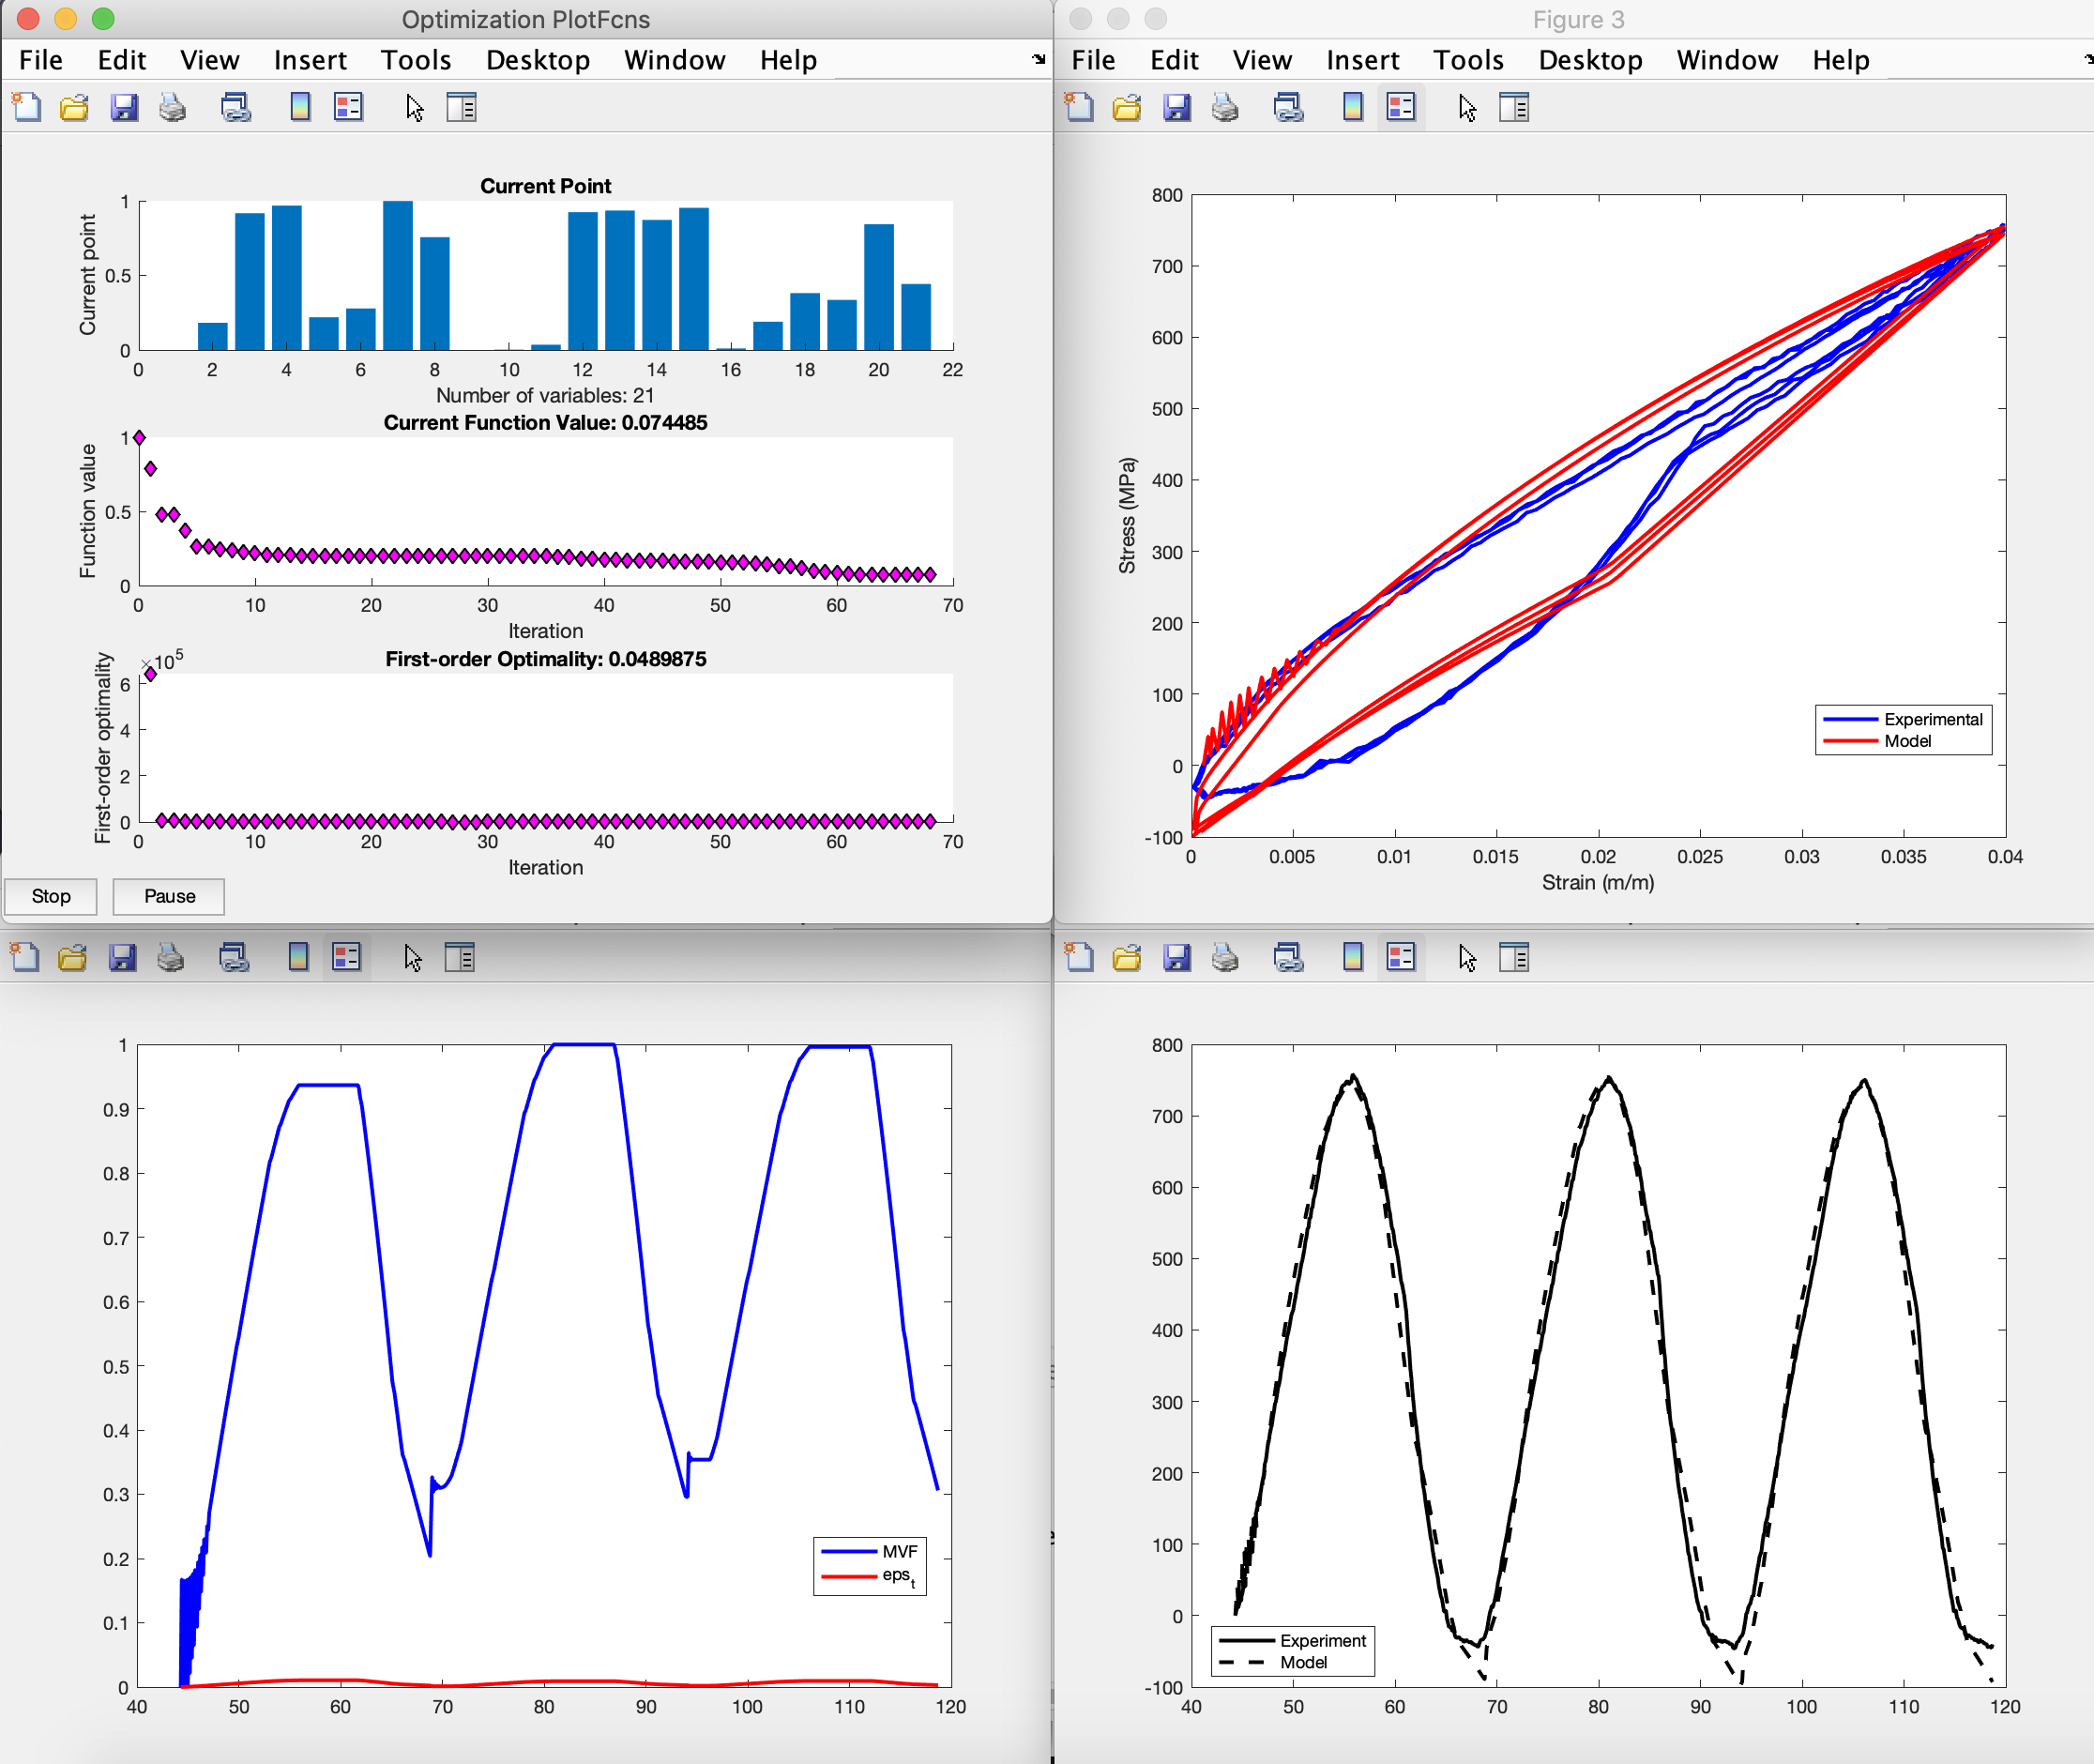 Optimization PlotFcns
File Edit View Insert Tools Desktop Window Help
Current Point
Current point
1
0.5
0
0 2 4 6 8 10 12 14 16 18 20 22
Number of variables: 21
Current Function Value: 0.074485
Function value
1
0.5
0
0 10 20 30 40 50 60 70
Iteration
×10^5
First-order Optimality: 0.0489875
First-order optimality
6
4
2
0
0 10 20 30 40 50 60 70
Iteration
Stop Pause
Figure 3
File Edit View Insert Tools Desktop Window Help
800
700
600
500
400
300
200
100
0
-100
Stress (MPa)
Experimental
Model
0 0.005 0.01 0.015 0.02 0.025 0.03 0.035 0.04
Strain (m/m)
1
0.9
0.8
0.7
0.6
0.5
0.4
0.3
0.2
0.1
0
MVF
eps_t
40 50 60 70 80 90 100 110 120
800
700
600
500
400
300
200
100
0
-100
Experiment
Model
40 50 60 70 80 90 100 110 120